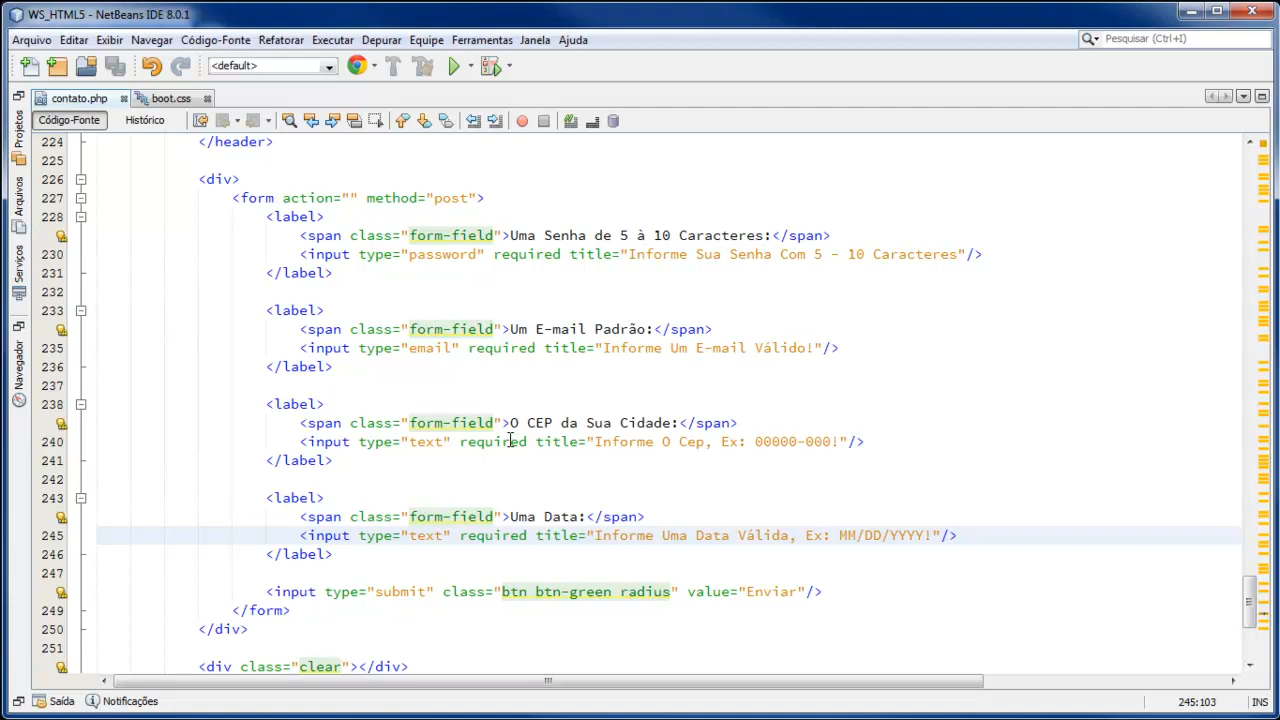 WS_HTML5 - NetBeans IDE 8.0.1
Arquivo Editar Exibir Navegar Código-Fonte Refatorar Executar Depurar Equipe Ferramentas Janela Ajuda
Pesquisar (Ctrl+I)
<default>
contato.php boot.css
Código-Fonte Histórico
Projetos
Arquivos
Serviços
Navegador
224 </header>
225
226 <div>
227 <form action="" method="post">
228 <label>
<span class="form-field">Uma Senha de 5 à 10 Caracteres:</span>
230 <input type="password" required title="Informe Sua Senha Com 5 - 10 Caracteres"/>
231 </label>
232
233 <label>
<span class="form-field">Um E-mail Padrão:</span>
235 <input type="email" required title="Informe Um E-mail Válido!"/>
236 </label>
237
238 <label>
<span class="form-field">O CEP da Sua Cidade:</span>
240 <input type="text" required title="Informe O Cep, Ex: 00000-000!"/>
241 </label>
242
243 <label>
<span class="form-field">Uma Data:</span>
245 <input type="text" required title="Informe Uma Data Válida, Ex: MM/DD/YYYY!"/>
246 </label>
247
<input type="submit" class="btn btn-green radius" value="Enviar"/>
249 </form>
250 </div>
251
<div class="clear"></div>
Saída Notificações
245:103 INS